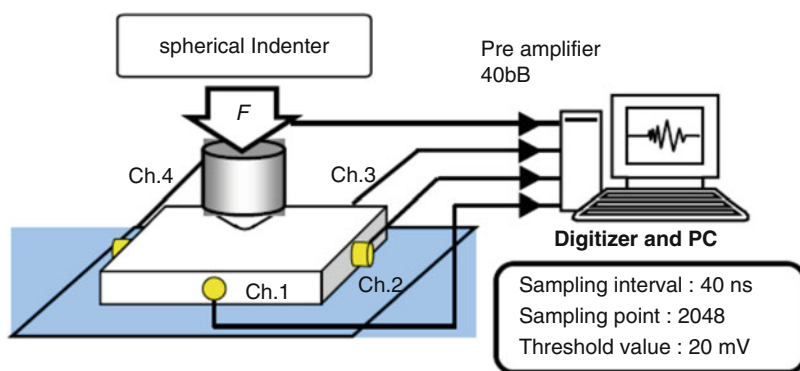 spherical Indenter
Pre amplifier
40bB
F
Ch.4
Ch.3
Digitizer and PC
Ch.1
Ch.2
Sampling interval : 40 ns
Sampling point : 2048
Threshold value : 20 mV